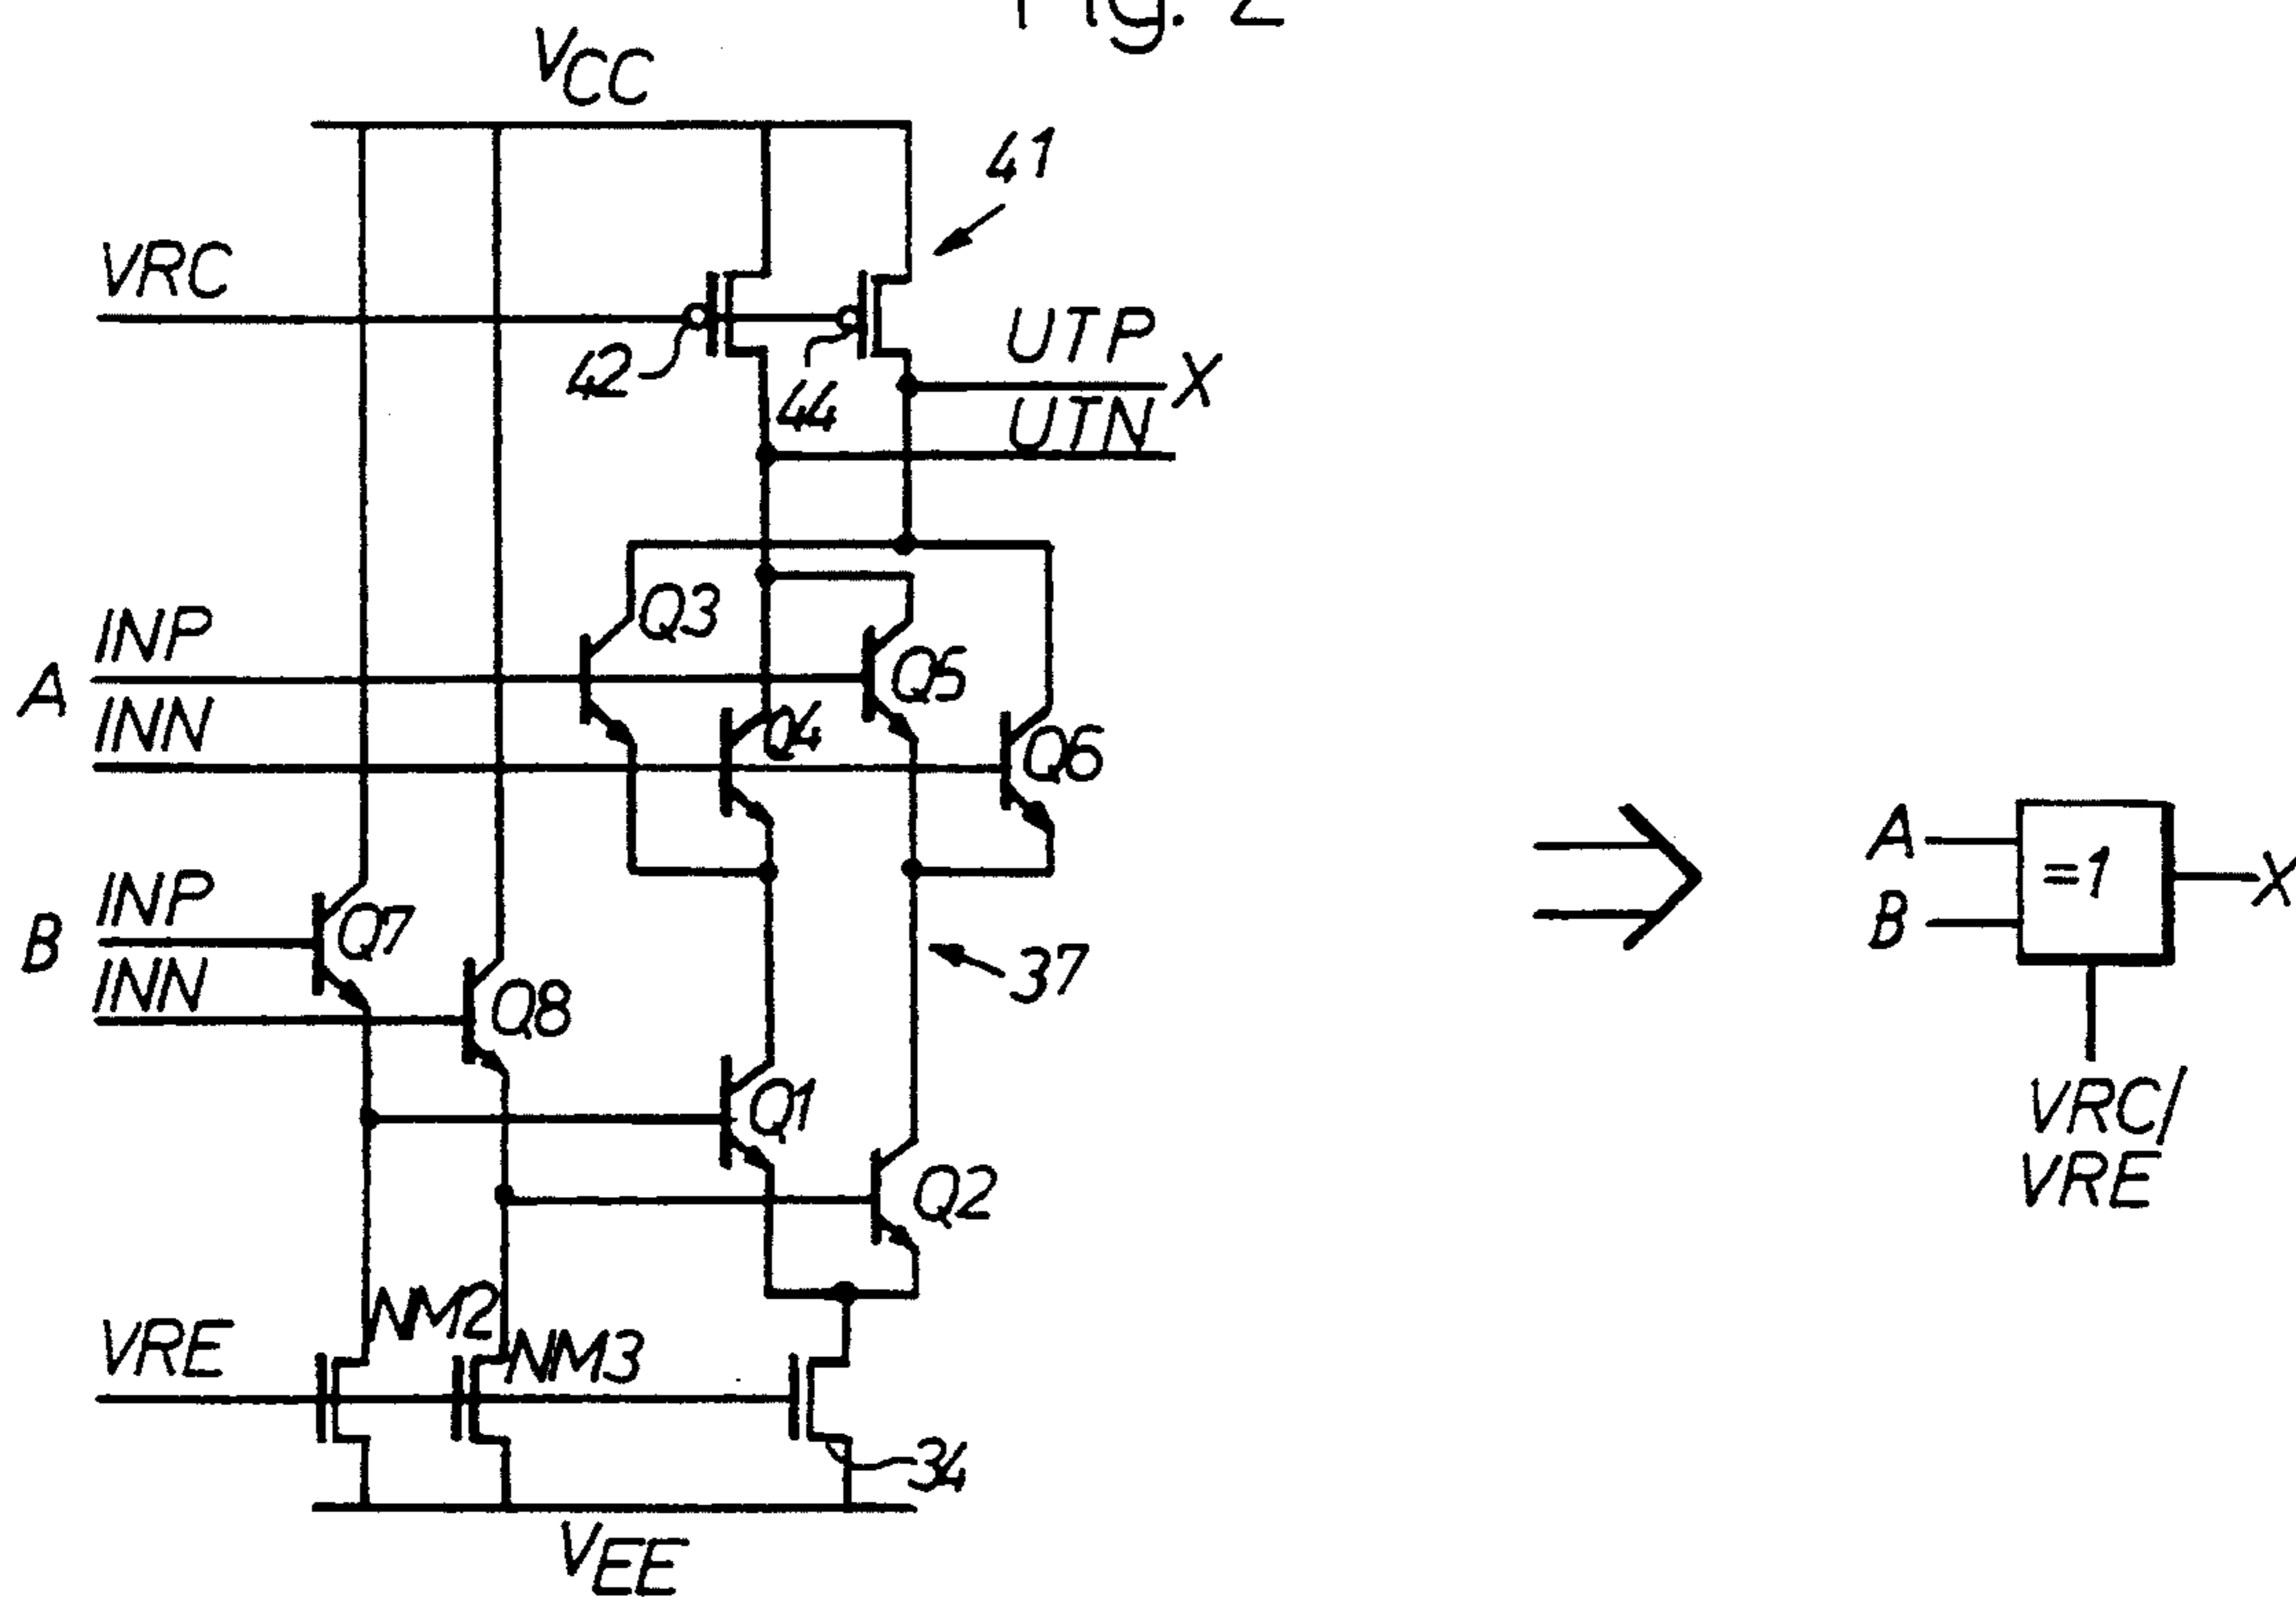 Fig. 2
VCC
41
VRC
42
44
UTP
X
UTN
Q3
INP
A
Q5
INN
Q4
Q6
INP
B
Q7
INN
Q8
37
Q1
Q2
NM2
VRE
NM3
34
VEE
A
=1
X
B
VRC/
VRE